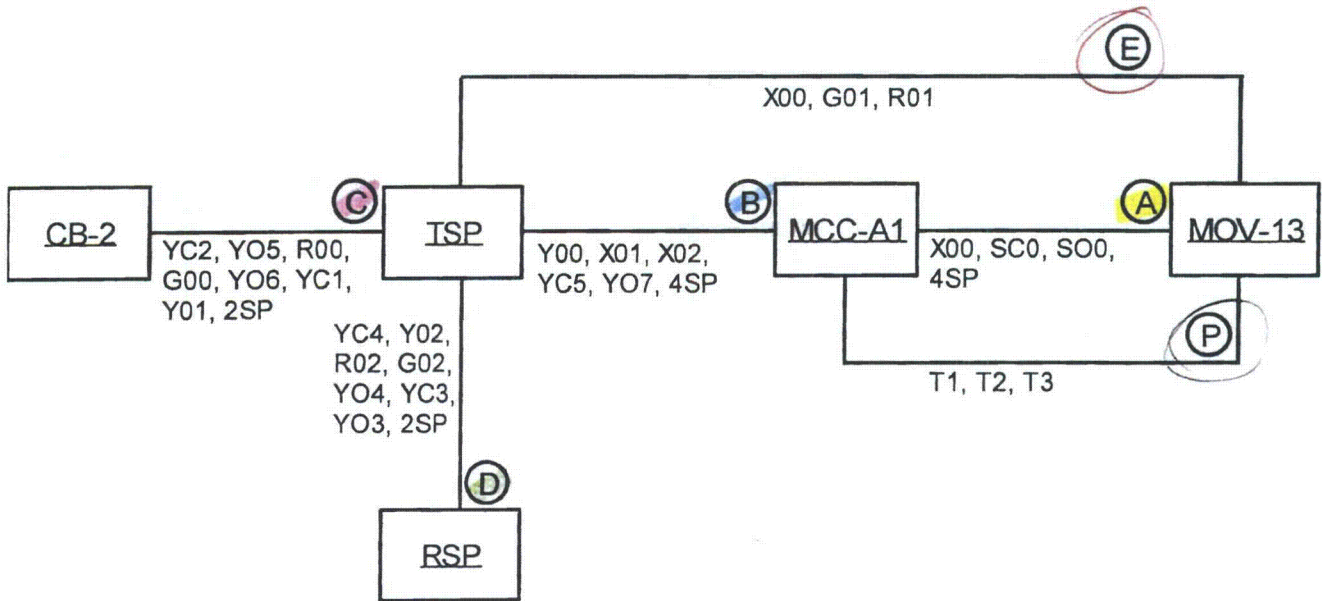 E
X00, G01, R01
CB-2
C
TSP
B
MCC-A1
A
MOV-13
YC2, YO5, R00,
G00, YO6, YC1,
Y01, 2SP
Y00, X01, X02,
YC5, YO7, 4SP
X00, SC0, SO0,
4SP
YC4, Y02,
R02, G02,
YO4, YC3,
YO3, 2SP
P
T1, T2, T3
D
RSP